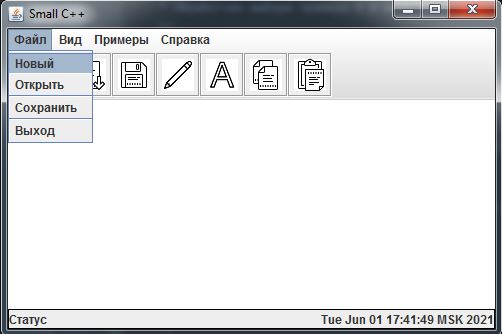 Small C++
Файл Вид Примеры Справка
Новый
Открыть
Сохранить
Выход
A
Статус Tue Jun 01 17:41:49 MSK 2021